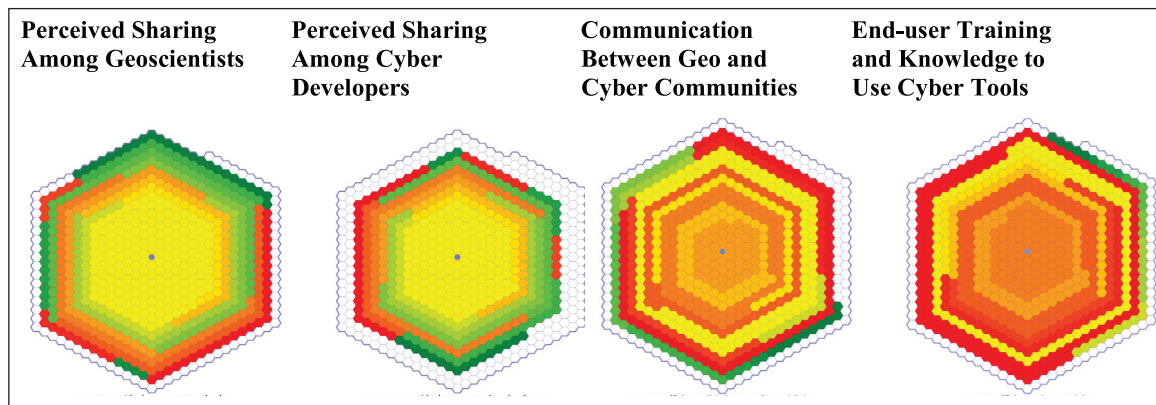 Perceived Sharing
Among Geoscientists
Perceived Sharing
Among Cyber
Developers
Communication
Between Geo and
Cyber Communities
End-user Training
and Knowledge to
Use Cyber Tools